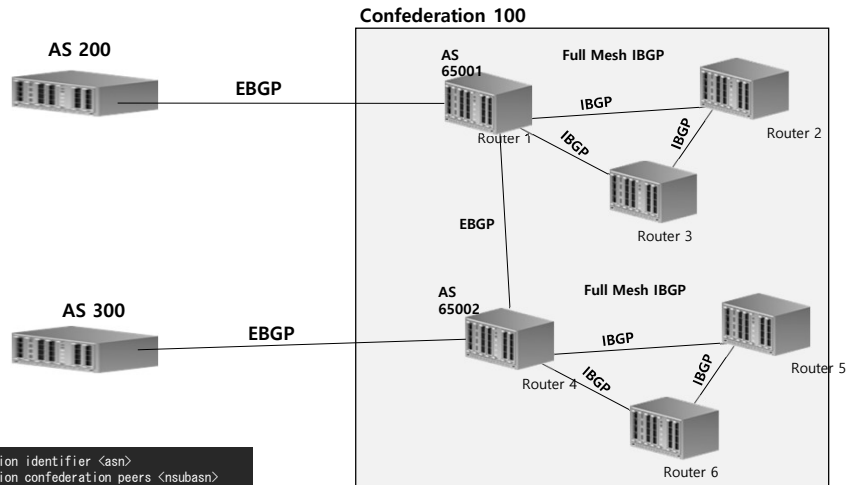 Confederation 100
AS 200
AS
65001
Full Mesh IBGP
EBGP
IBGP
Router 1
Router 2
IBGP
IBGP
Router 3
EBGP
AS 300
AS
65002
Full Mesh IBGP
EBGP
IBGP
Router 4
Router 5
IBGP
IBGP
Router 6
ion identifier <asn>
ion confederation peers <nsubasn>